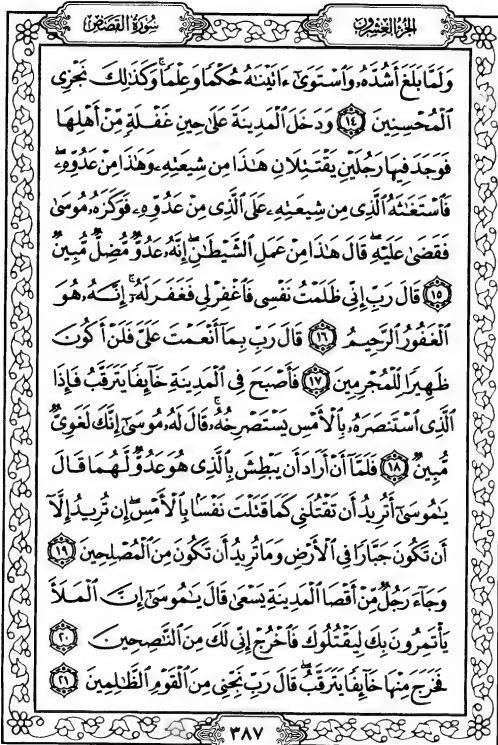 الجزء العشرون
سورة القصص
وَلَمَّا بَلَغَ أَشُدَّهُۥ وَٱسْتَوَىٰٓ ءَاتَيْنَٰهُ حُكْمًا وَعِلْمًا ۚ وَكَذَٰلِكَ نَجْزِى
ٱلْمُحْسِنِينَ ١٤ وَدَخَلَ ٱلْمَدِينَةَ عَلَىٰ حِينِ غَفْلَةٍ مِّنْ أَهْلِهَا
فَوَجَدَ فِيهَا رَجُلَيْنِ يَقْتَتِلَانِ هَٰذَا مِن شِيعَتِهِۦ وَهَٰذَا مِنْ عَدُوِّهِۦ ۖ
فَٱسْتَغَٰثَهُ ٱلَّذِى مِن شِيعَتِهِۦ عَلَى ٱلَّذِى مِنْ عَدُوِّهِۦ فَوَكَزَهُۥ مُوسَىٰ
فَقَضَىٰ عَلَيْهِ ۖ قَالَ هَٰذَا مِنْ عَمَلِ ٱلشَّيْطَٰنِ ۖ إِنَّهُۥ عَدُوٌّ مُّضِلٌّ مُّبِينٌ
١٥ قَالَ رَبِّ إِنِّى ظَلَمْتُ نَفْسِى فَٱغْفِرْ لِى فَغَفَرَ لَهُۥٓ ۚ إِنَّهُۥ هُوَ
ٱلْغَفُورُ ٱلرَّحِيمُ ١٦ قَالَ رَبِّ بِمَآ أَنْعَمْتَ عَلَىَّ فَلَنْ أَكُونَ
ظَهِيرًا لِّلْمُجْرِمِينَ ١٧ فَأَصْبَحَ فِى ٱلْمَدِينَةِ خَآئِفًا يَتَرَقَّبُ فَإِذَا
ٱلَّذِى ٱسْتَنصَرَهُۥ بِٱلْأَمْسِ يَسْتَصْرِخُهُۥ ۚ قَالَ لَهُۥ مُوسَىٰٓ إِنَّكَ لَغَوِىٌّ
مُّبِينٌ ١٨ فَلَمَّآ أَنْ أَرَادَ أَن يَبْطِشَ بِٱلَّذِى هُوَ عَدُوٌّ لَّهُمَا قَالَ
يَٰمُوسَىٰٓ أَتُرِيدُ أَن تَقْتُلَنِى كَمَا قَتَلْتَ نَفْسًۢا بِٱلْأَمْسِ ۖ إِن تُرِيدُ إِلَّآ
أَن تَكُونَ جَبَّارًا فِى ٱلْأَرْضِ وَمَا تُرِيدُ أَن تَكُونَ مِنَ ٱلْمُصْلِحِينَ ١٩
وَجَآءَ رَجُلٌ مِّنْ أَقْصَا ٱلْمَدِينَةِ يَسْعَىٰ قَالَ يَٰمُوسَىٰٓ إِنَّ ٱلْمَلَأَ
يَأْتَمِرُونَ بِكَ لِيَقْتُلُوكَ فَٱخْرُجْ إِنِّى لَكَ مِنَ ٱلنَّٰصِحِينَ ٢٠
فَخَرَجَ مِنْهَا خَآئِفًا يَتَرَقَّبُ ۖ قَالَ رَبِّ نَجِّنِى مِنَ ٱلْقَوْمِ ٱلظَّٰلِمِينَ ٢١
٣٨٧